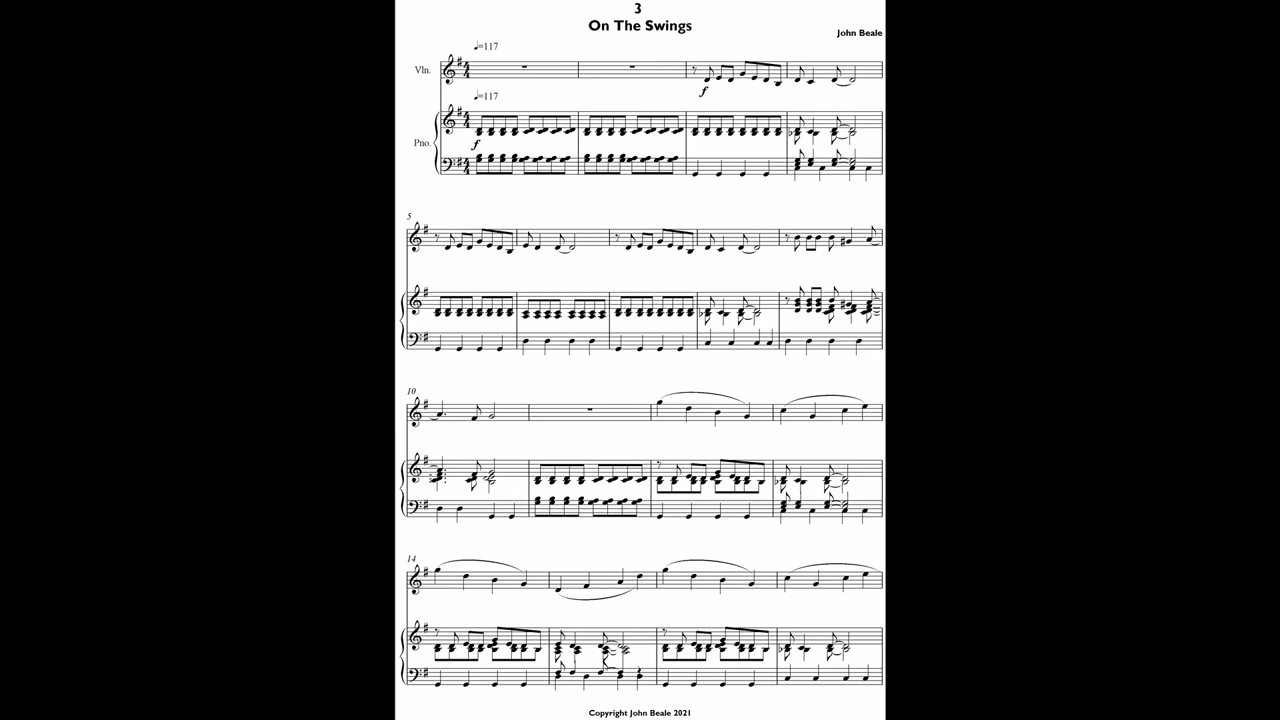 3
On The Swings
John Beale
♩=117
Vln.
f
♩=117
Pno.
f
5
10
14
Copyright John Beale 2021